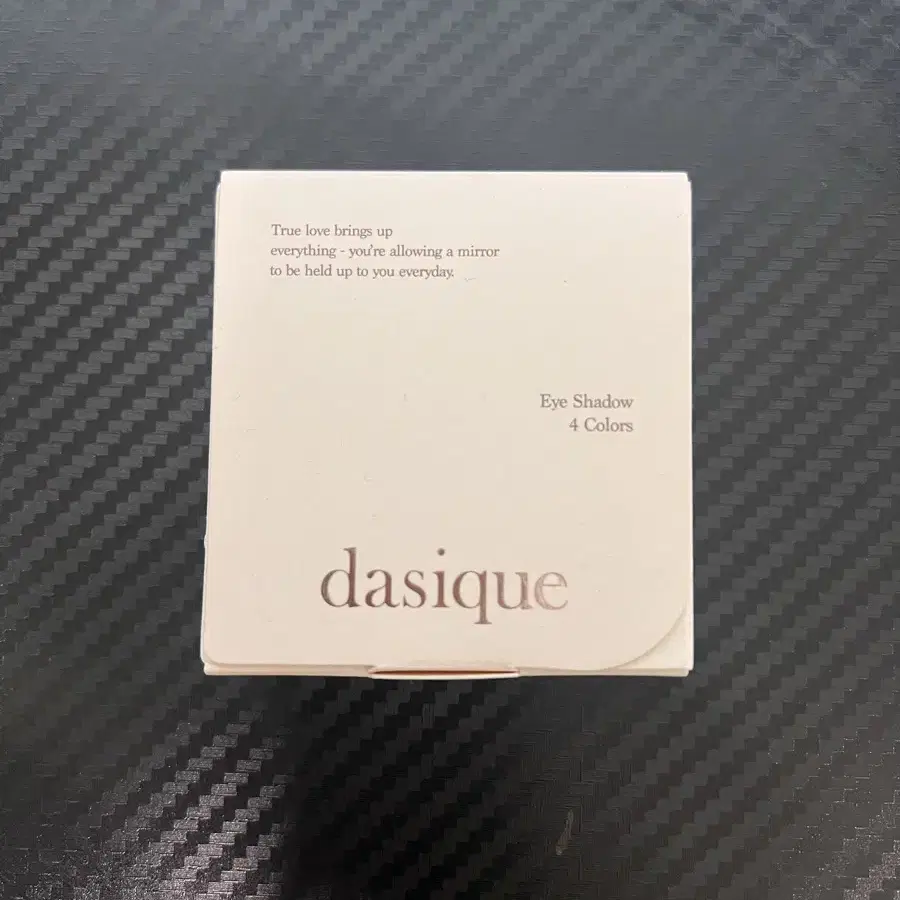 True love brings up
everything - you're allowing a mirror
to be held up to you everyday.
Eye Shadow
4 Colors
dasique